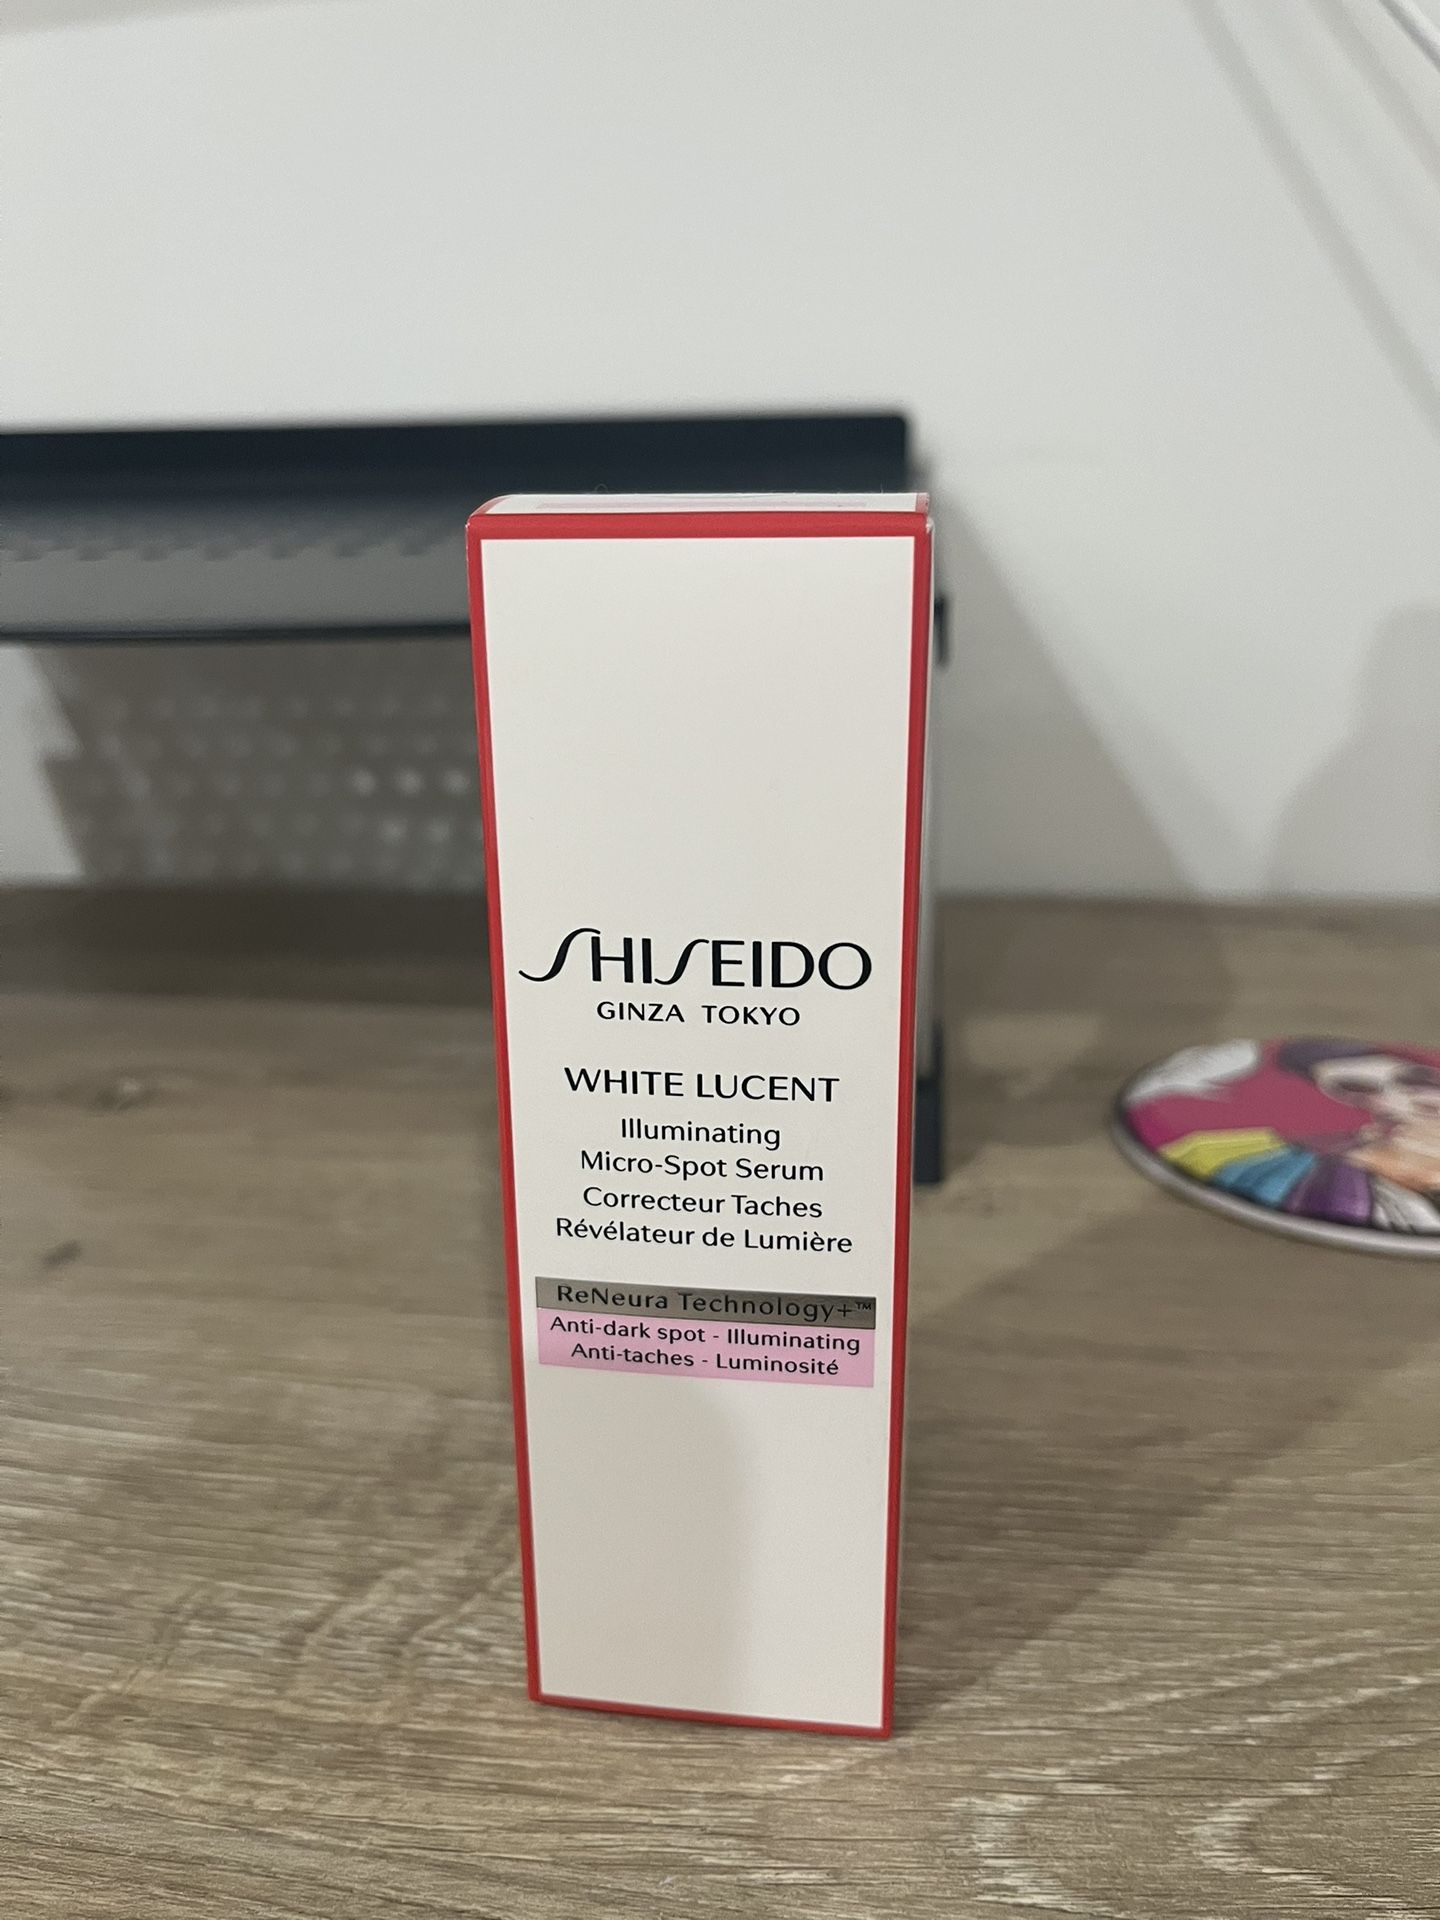 SHISEIDO
GINZA TOKYO
WHITE LUCENT
Illuminating
Micro-Spot Serum
Correcteur Taches
Révélateur de Lumière
ReNeura Technology+™
Anti-dark spot - Illuminating
Anti-taches - Luminosité